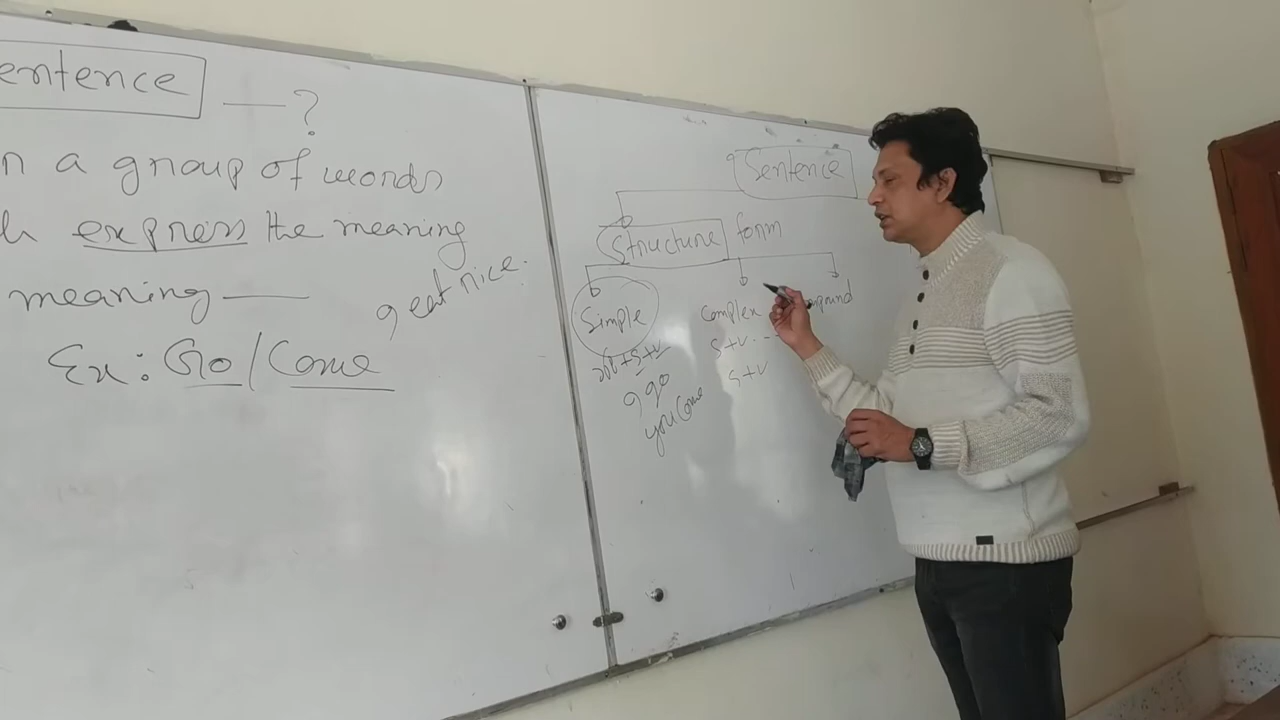 entence — ?
n a group of words
h express the meaning
meaning —
great nice.
Ex: Go/Come
Sentence
Structure form
Simple
Complex
S+V
S+V...
S+V
go
you come